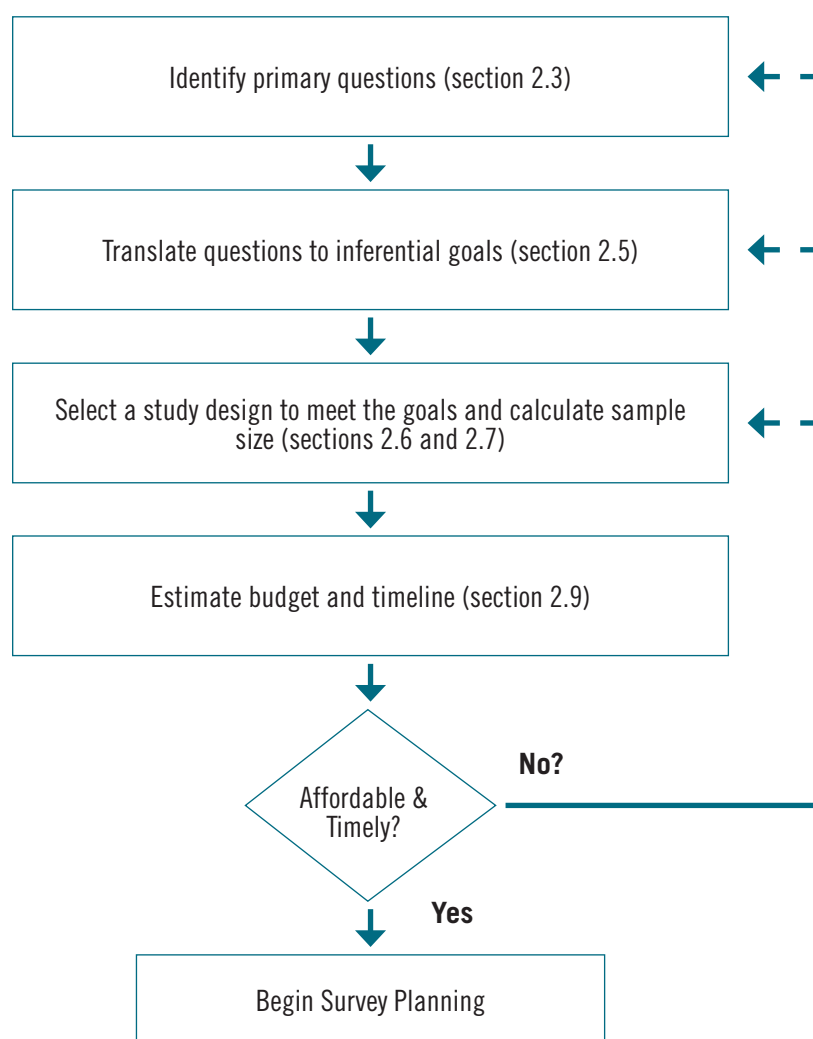 Identify primary questions (section 2.3)
Translate questions to inferential goals (section 2.5)
Select a study design to meet the goals and calculate sample
size (sections 2.6 and 2.7)
Estimate budget and timeline (section 2.9)
No?
Affordable &
Timely?
Yes
Begin Survey Planning